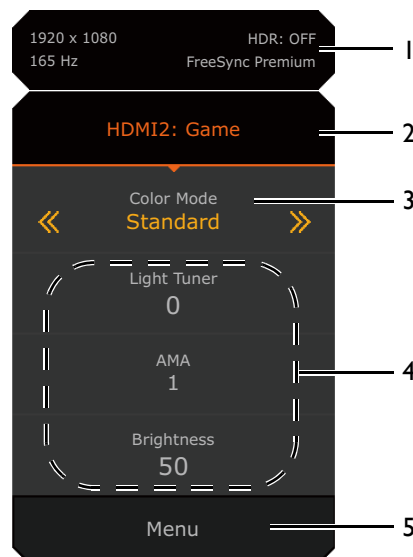 1920 x 1080 HDR: OFF
165 Hz FreeSync Premium
1
HDMI2: Game
2
Color Mode
3
« Standard »
Light Tuner
0
AMA
1
4
Brightness
50
Menu
5